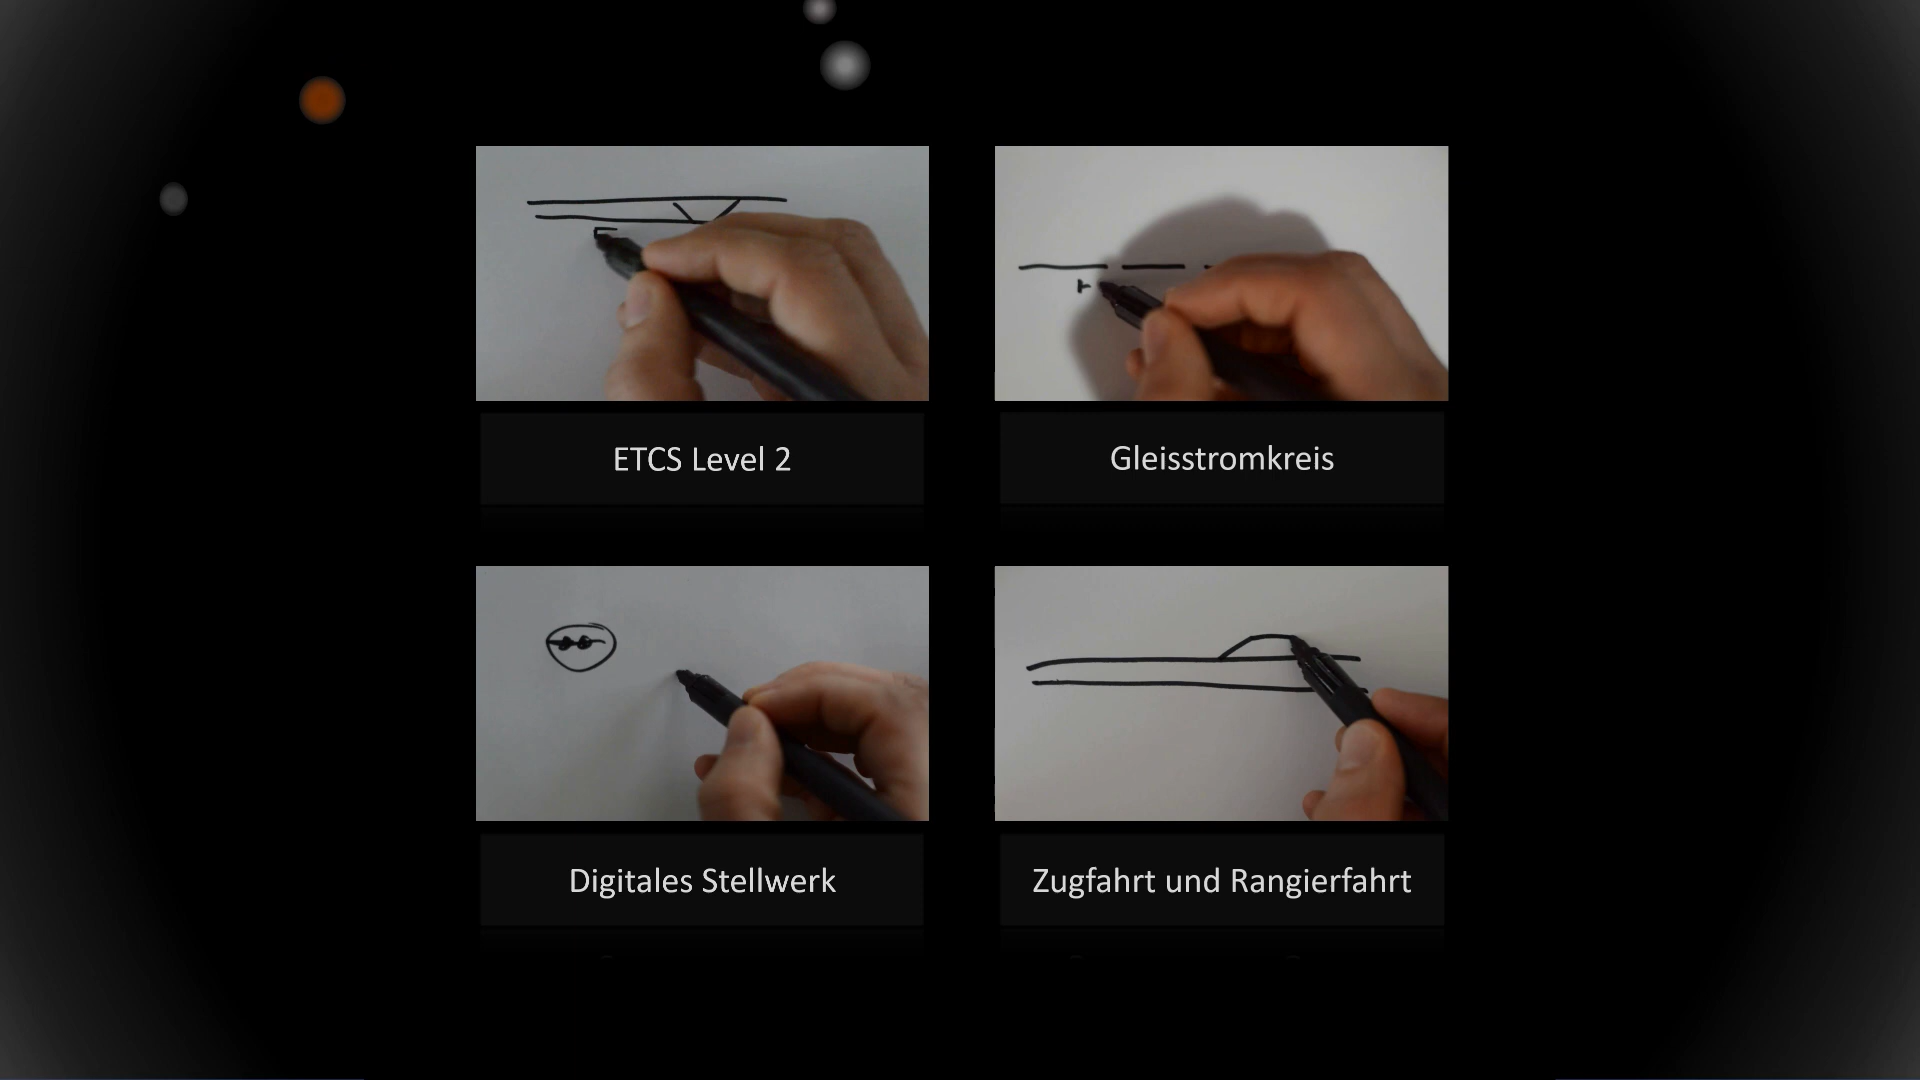 ETCS Level 2
Gleisstromkreis
Digitales Stellwerk
Zugfahrt und Rangierfahrt